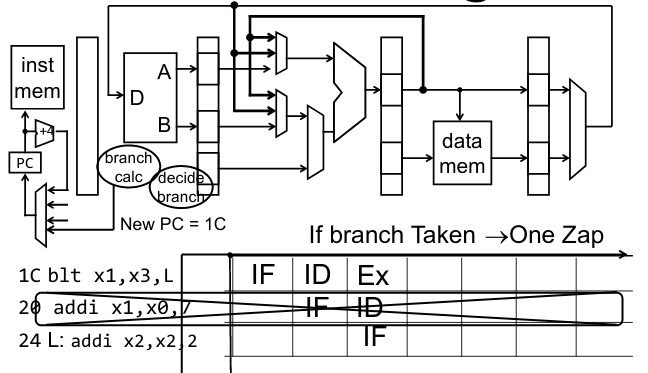 inst
mem
+4
PC
A
D
B
branch
calc
decide
branch
New PC = 1C
data
mem
If branch Taken →One Zap
1C blt x1,x3,L IF ID Ex
20 addi x1,x0,7 IF ID
24 L: addi x2,x2,2 IF